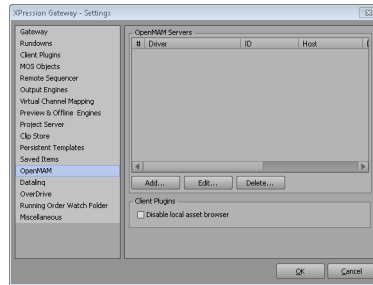 XPression Gateway - Settings
Gateway
Rundowns
Client Plugins
MOS Objects
Remote Sequencer
Output Engines
Virtual Channel Mapping
Preview & Offline Engines
Project Server
Clip Store
Persistent Templates
Saved Items
OpenMAM
Datalinq
OverDrive
Running Order Watch Folder
Miscellaneous
OpenMAM Servers
# Driver ID Host
Add... Edit... Delete...
Client Plugins
Disable local asset browser
OK Cancel